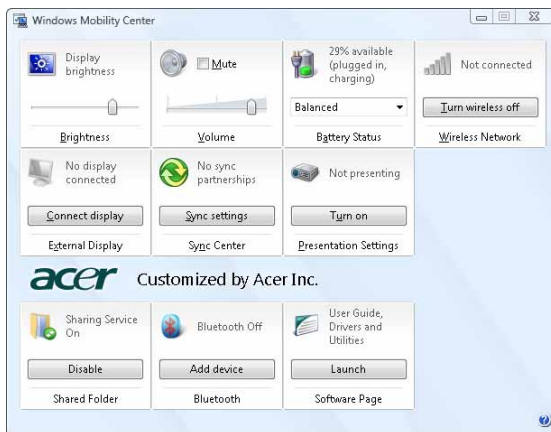 Windows Mobility Center
Display
brightness
Brightness
Mute
Volume
29% available
(plugged in,
charging)
Balanced
Battery Status
Not connected
Turn wireless off
Wireless Network
No display
connected
Connect display
External Display
No sync
partnerships
Sync settings
Sync Center
Not presenting
Turn on
Presentation Settings
acer Customized by Acer Inc.
Sharing Service
On
Disable
Shared Folder
Bluetooth Off
Add device
Bluetooth
User Guide,
Drivers and
Utilities
Launch
Software Page